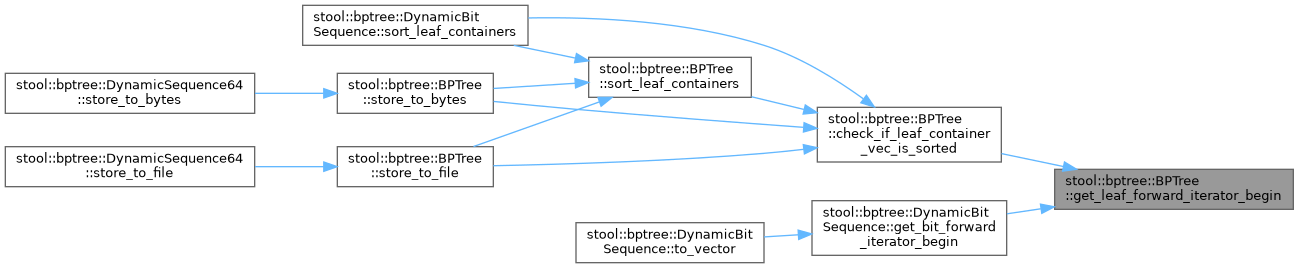 stool::bptree::DynamicBit
Sequence::sort_leaf_containers
stool::bptree::DynamicSequence64
::store_to_bytes
stool::bptree::BPTree
::store_to_bytes
stool::bptree::BPTree
::sort_leaf_containers
stool::bptree::DynamicSequence64
::store_to_file
stool::bptree::BPTree
::store_to_file
stool::bptree::BPTree
::check_if_leaf_container
_vec_is_sorted
stool::bptree::BPTree
::get_leaf_forward_iterator_begin
stool::bptree::DynamicBit
Sequence::get_bit_forward
_iterator_begin
stool::bptree::DynamicBit
Sequence::to_vector